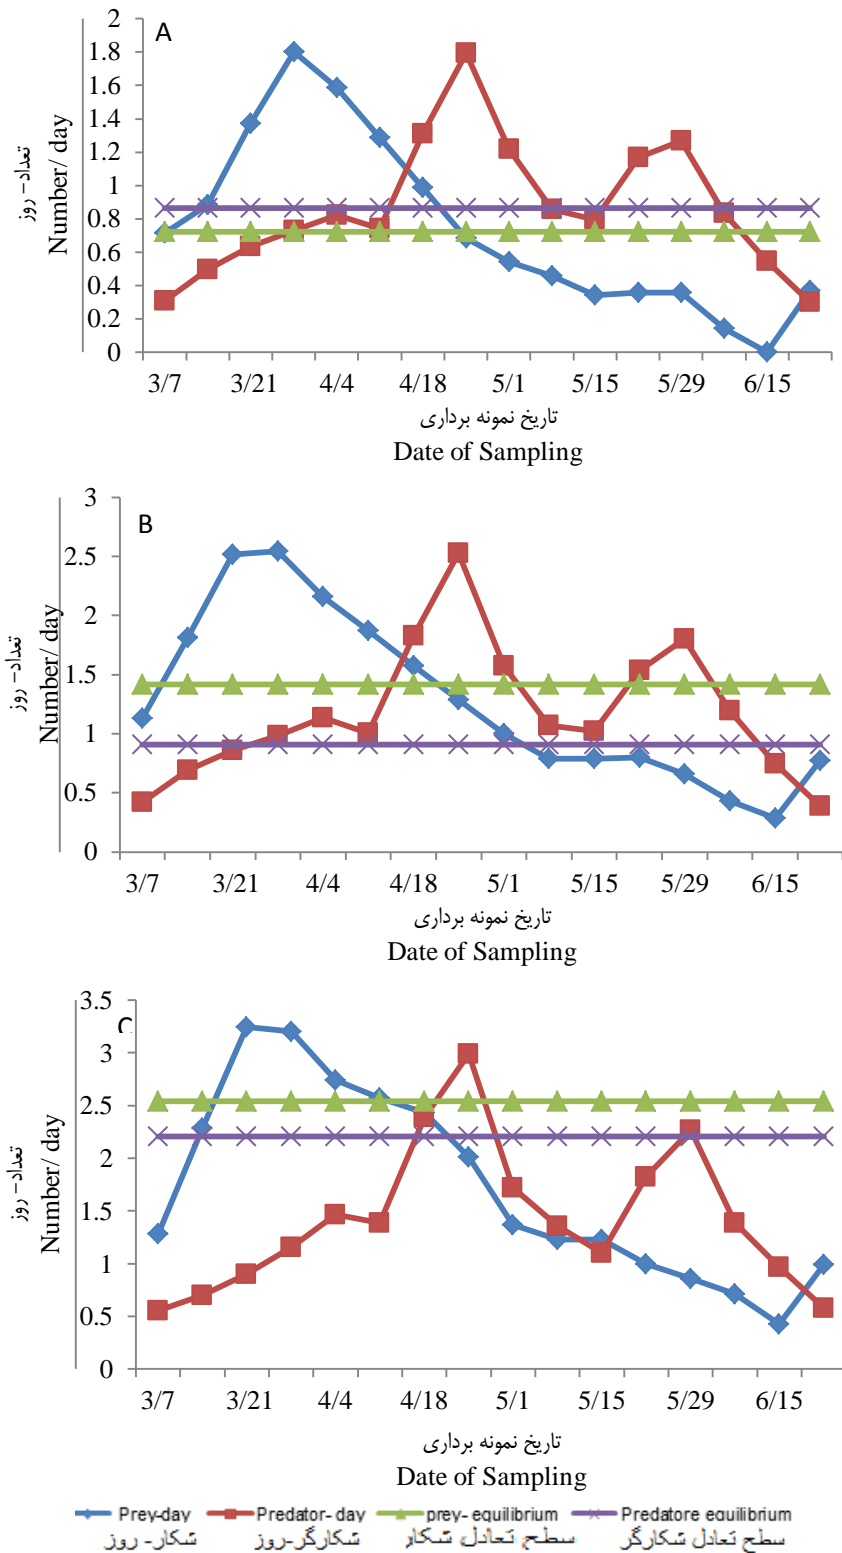 A
2
1.8
1.6
1.4
1.2
1
0.8
0.6
0.4
0.2
0
تعداد – روز
Number/ day
3/7 3/21 4/4 4/18 5/1 5/15 5/29 6/15
تاریخ نمونه برداری
Date of Sampling
B
3
2.5
2
1.5
1
0.5
0
تعداد – روز
Number/ day
3/7 3/21 4/4 4/18 5/1 5/15 5/29 6/15
تاریخ نمونه برداری
Date of Sampling
C
3.5
3
2.5
2
1.5
1
0.5
0
تعداد – روز
Number/ day
3/7 3/21 4/4 4/18 5/1 5/15 5/29 6/15
تاریخ نمونه برداری
Date of Sampling
Prey-day Predator- day prey- equilibrium Predatore equilibrium
شکار- روز شکارگر-روز سطح تعادل شکار سطح تعادل شکارگر